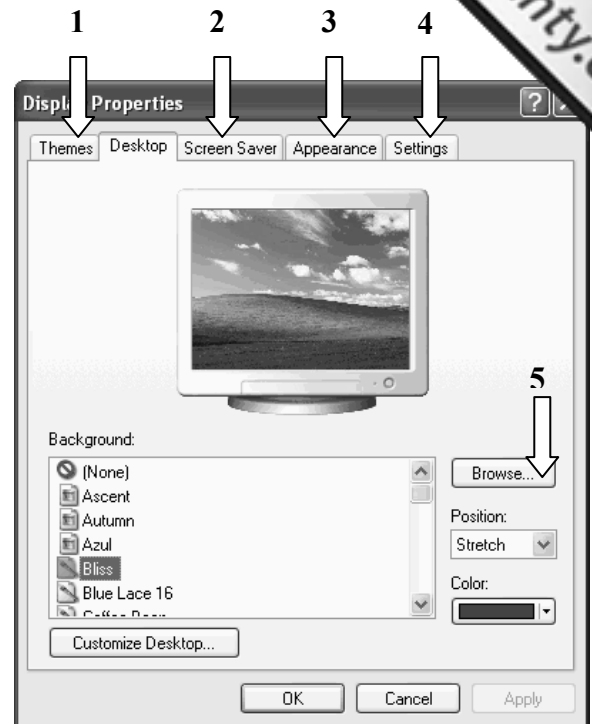 1 2 3 4
nty.c
Display Properties
Themes Desktop Screen Saver Appearance Settings
5
Background:
(None)
Ascent
Autumn
Azul
Bliss
Blue Lace 16
Browse...
Position:
Stretch
Color:
Customize Desktop...
OK Cancel Apply